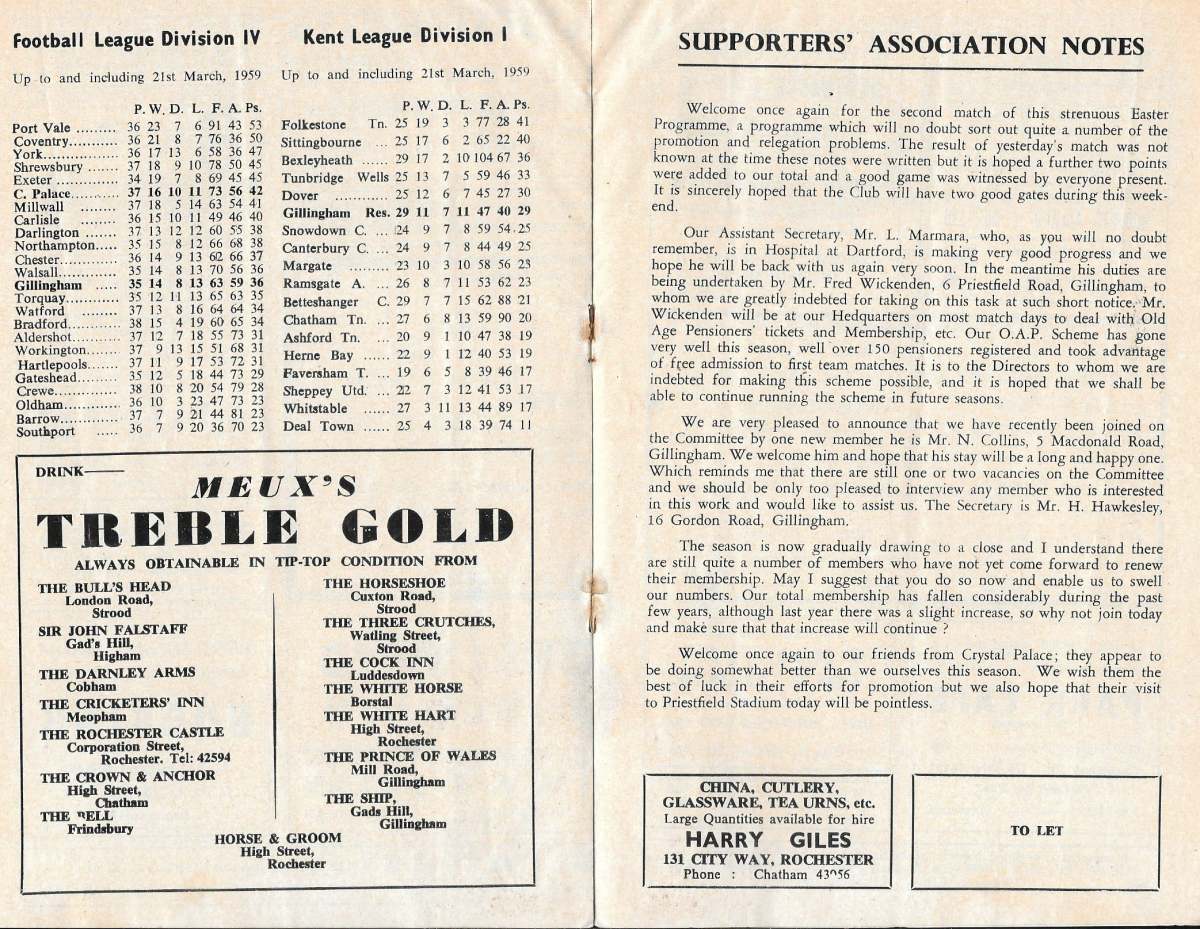 Football League Division IV
Up to and including 21st March, 1959
P. W. D. L. F. A. Ps.
Port Vale ......... 36 23 7 6 91 43 53
Coventry........... 36 21 8 7 76 36 50
York................. 36 17 13 6 58 36 47
Shrewsbury ....... 37 18 9 10 78 50 45
Exeter .............. 34 19 7 8 69 45 45
C. Palace........... 37 16 10 11 73 56 42
Millwall ........ 37 18 5 14 63 54 41
Carlisle ........ 36 15 10 11 49 46 40
Darlington ....... 37 13 12 12 60 55 38
Northampton..... 35 15 8 12 66 68 38
Chester............. 36 14 9 13 62 66 37
Walsall............. 35 14 8 13 70 56 36
Gillingham ..... 35 14 8 13 63 59 36
Torquay............ 35 12 11 13 65 63 35
Watford ........ 37 13 8 16 64 64 34
Bradford........... 38 15 4 19 60 65 34
Aldershot.......... 37 12 7 18 55 73 31
Workington....... 37 9 13 15 51 68 31
Hartlepools....... 37 11 9 17 53 72 31
Gateshead......... 35 12 5 18 44 73 29
Crewe............... 38 10 8 20 54 79 28
Oldham............. 36 10 3 23 47 73 23
Barrow.............. 37 7 9 21 44 81 23
Southport ..... 36 7 9 20 36 70 23
Kent League Division I
Up to and including 21st March, 1959
P. W. D. L. F. A. Ps.
Folkestone Tn. 25 19 3 3 77 28 41
Sittingbourne ... 25 17 6 2 65 22 40
Bexleyheath ...... 29 17 2 10 104 67 36
Tunbridge Wells 25 13 7 5 59 46 33
Dover ............ 25 12 6 7 45 27 30
Gillingham Res. 29 11 7 11 47 40 29
Snowdown C. ... 24 9 7 8 59 54 25
Canterbury C. ... 24 9 7 8 44 49 25
Margate ......... 23 10 3 10 58 56 23
Ramsgate A. ... 26 8 7 11 53 62 23
Betteshanger C. 29 7 7 15 62 88 21
Chatham Tn. ... 27 6 8 13 59 90 20
Ashford Tn. ... 20 9 1 10 47 38 19
Herne Bay ...... 22 9 1 12 40 53 19
Faversham T. ... 19 6 5 8 39 46 17
Sheppey Utd. ... 22 7 3 12 41 53 17
Whitstable ...... 27 3 11 13 44 89 17
Deal Town ...... 25 4 3 18 39 74 11
DRINK——
MEUX'S
TREBLE GOLD
ALWAYS OBTAINABLE IN TIP-TOP CONDITION FROM
THE BULL'S HEAD
London Road,
Strood
SIR JOHN FALSTAFF
Gad's Hill,
Higham
THE DARNLEY ARMS
Cobham
THE CRICKETERS' INN
Meopham
THE ROCHESTER CASTLE
Corporation Street,
Rochester. Tel: 42594
THE CROWN & ANCHOR
High Street,
Chatham
THE BELL
Frindsbury
THE HORSESHOE
Cuxton Road,
Strood
THE THREE CRUTCHES,
Watling Street,
Strood
THE COCK INN
Luddesdown
THE WHITE HORSE
Borstal
THE WHITE HART
High Street,
Rochester
THE PRINCE OF WALES
Mill Road,
Gillingham
THE SHIP,
Gads Hill,
Gillingham
HORSE & GROOM
High Street,
Rochester
SUPPORTERS' ASSOCIATION NOTES
Welcome once again for the second match of this strenuous Easter
Programme, a programme which will no doubt sort out quite a number of the
promotion and relegation problems. The result of yesterday's match was not
known at the time these notes were written but it is hoped a further two points
were added to our total and a good game was witnessed by everyone present.
It is sincerely hoped that the Club will have two good gates during this week-
end.
Our Assistant Secretary, Mr. L. Marmara, who, as you will no doubt
remember, is in Hospital at Dartford, is making very good progress and we
hope he will be back with us again very soon. In the meantime his duties are
being undertaken by Mr. Fred Wickenden, 6 Priestfield Road, Gillingham, to
whom we are greatly indebted for taking on this task at such short notice. Mr.
Wickenden will be at our Hedquarters on most match days to deal with Old
Age Pensioners' tickets and Membership, etc. Our O.A.P. Scheme has gone
very well this season, well over 150 pensioners registered and took advantage
of free admission to first team matches. It is to the Directors to whom we are
indebted for making this scheme possible, and it is hoped that we shall be
able to continue running the scheme in future seasons.
We are very pleased to announce that we have recently been joined on
the Committee by one new member he is Mr. N. Collins, 5 Macdonald Road,
Gillingham. We welcome him and hope that his stay will be a long and happy one.
Which reminds me that there are still one or two vacancies on the Committee
and we should be only too pleased to interview any member who is interested
in this work and would like to assist us. The Secretary is Mr. H. Hawkesley,
16 Gordon Road, Gillingham.
The season is now gradually drawing to a close and I understand there
are still quite a number of members who have not yet come forward to renew
their membership. May I suggest that you do so now and enable us to swell
our numbers. Our total membership has fallen considerably during the past
few years, although last year there was a slight increase, so why not join today
and make sure that that increase will continue ?
Welcome once again to our friends from Crystal Palace; they appear to
be doing somewhat better than we ourselves this season. We wish them the
best of luck in their efforts for promotion but we also hope that their visit
to Priestfield Stadium today will be pointless.
CHINA, CUTLERY,
GLASSWARE, TEA URNS, etc.
Large Quantities available for hire
HARRY GILES
131 CITY WAY, ROCHESTER
Phone : Chatham
TO LET